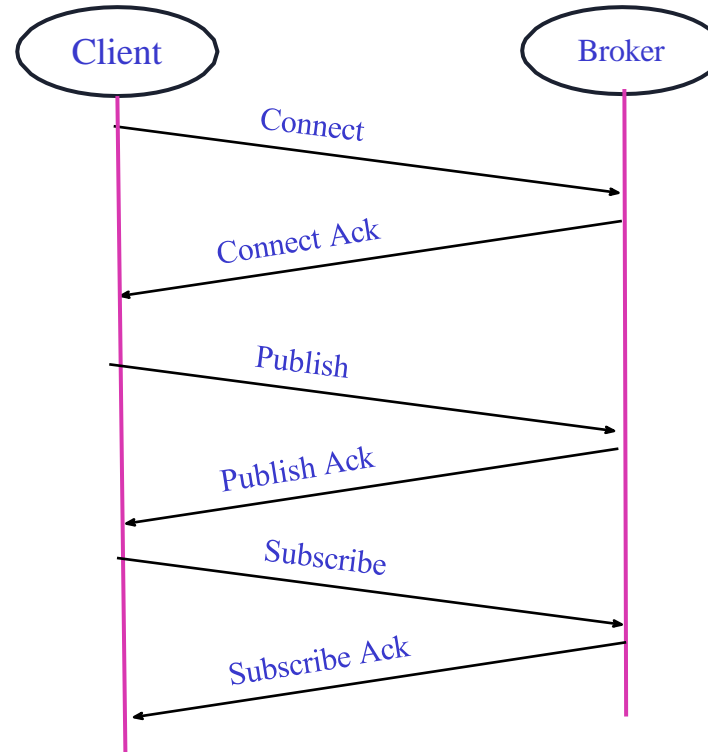 Client
Broker
Connect
Connect Ack
Publish
Publish Ack
Subscribe
Subscribe Ack